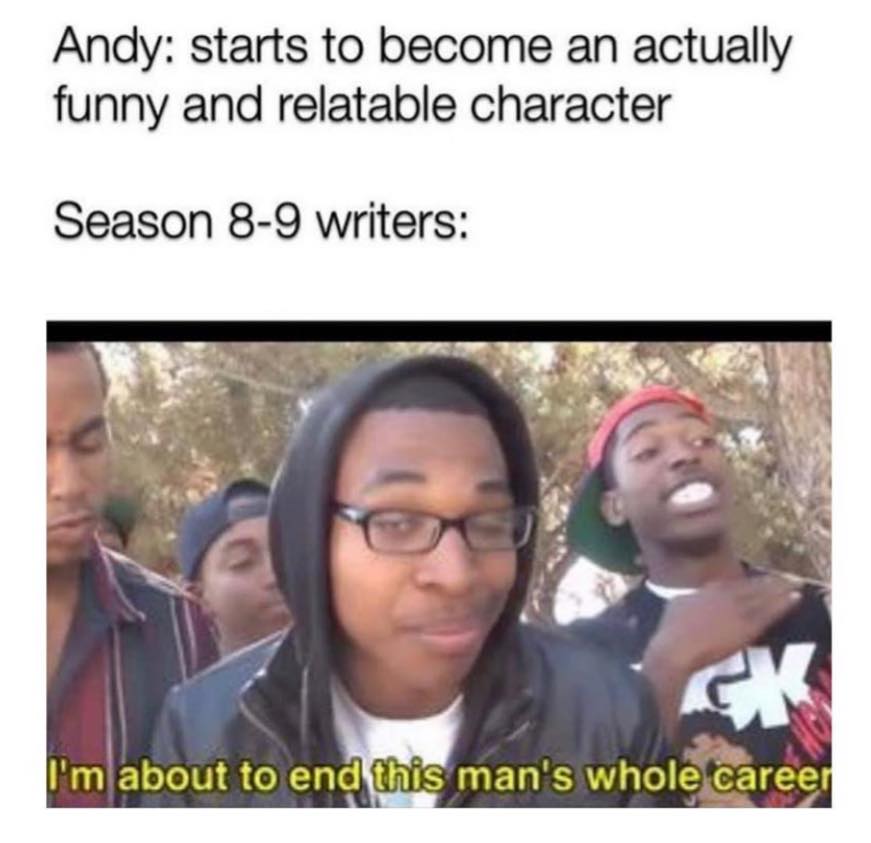 Andy: starts to become an actually
funny and relatable character
Season 8-9 writers:
GK
I'm about to end this man's whole career